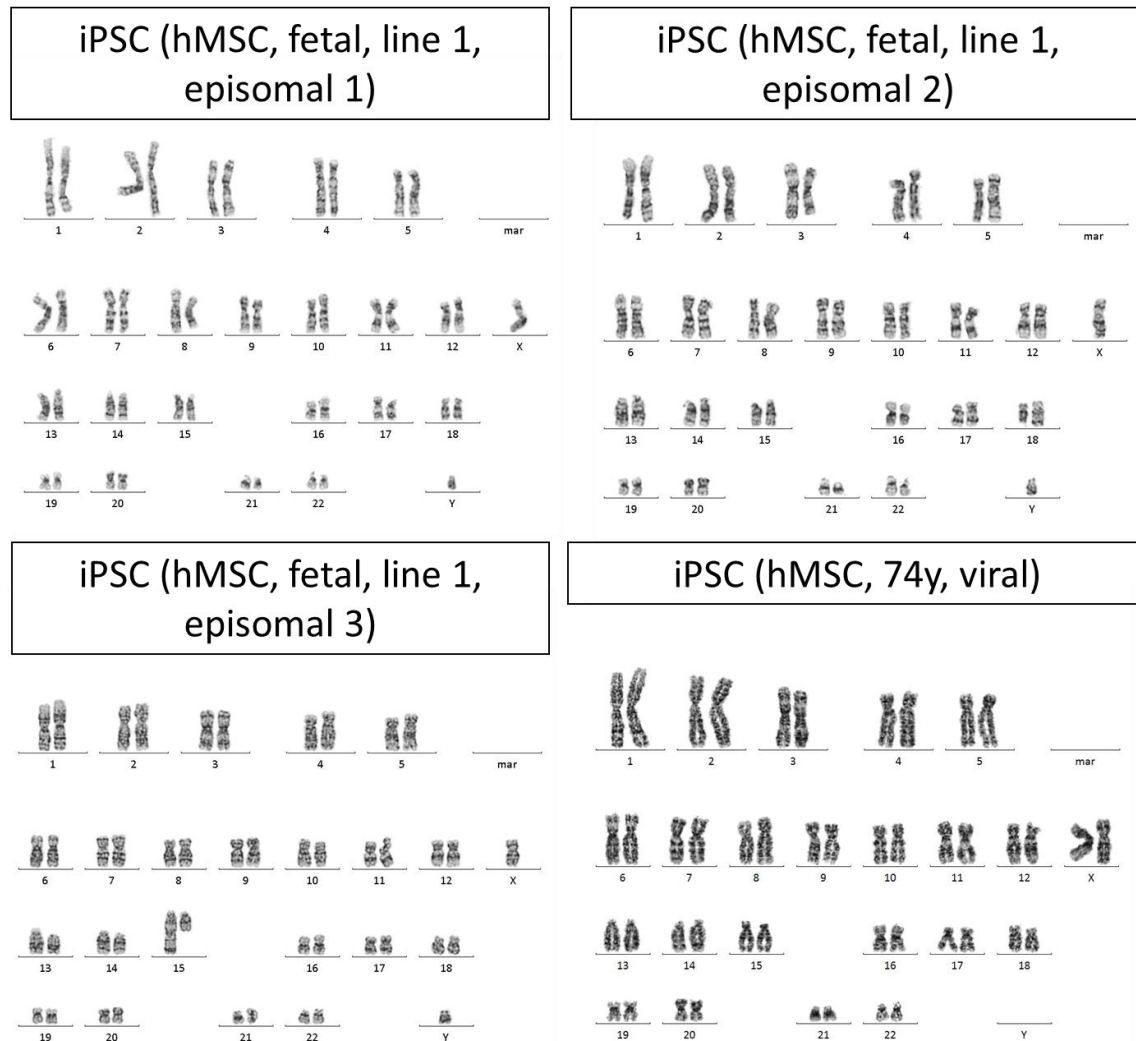 iPSC (hMSC, fetal, line 1,
episomal 1)
1 2 3 4 5 mar
6 7 8 9 10 11 12 X
13 14 15 16 17 18
19 20 21 22 Y
iPSC (hMSC, fetal, line 1,
episomal 2)
1 2 3 4 5 mar
6 7 8 9 10 11 12 X
13 14 15 16 17 18
19 20 21 22 Y
iPSC (hMSC, fetal, line 1,
episomal 3)
1 2 3 4 5 mar
6 7 8 9 10 11 12 X
13 14 15 16 17 18
19 20 21 22 Y
iPSC (hMSC, 74y, viral)
1 2 3 4 5 mar
6 7 8 9 10 11 12 X
13 14 15 16 17 18
19 20 21 22 Y